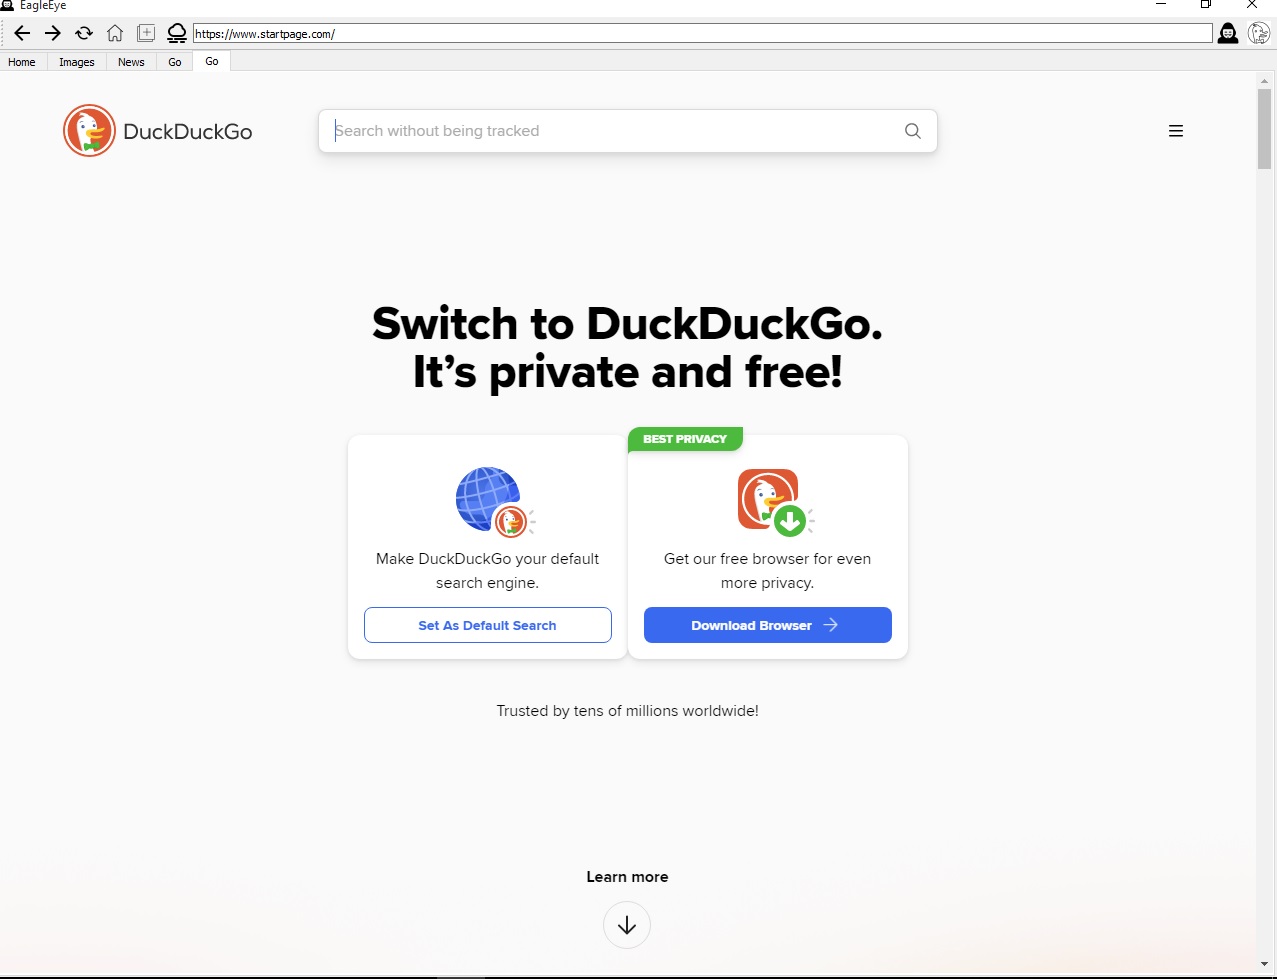 EagleEye
https://www.startpage.com/
Home Images News Go Go
DuckDuckGo
Search without being tracked
Switch to DuckDuckGo.
It's private and free!
BEST PRIVACY
Make DuckDuckGo your default
search engine.
Set As Default Search
Get our free browser for even
more privacy.
Download Browser
Trusted by tens of millions worldwide!
Learn more